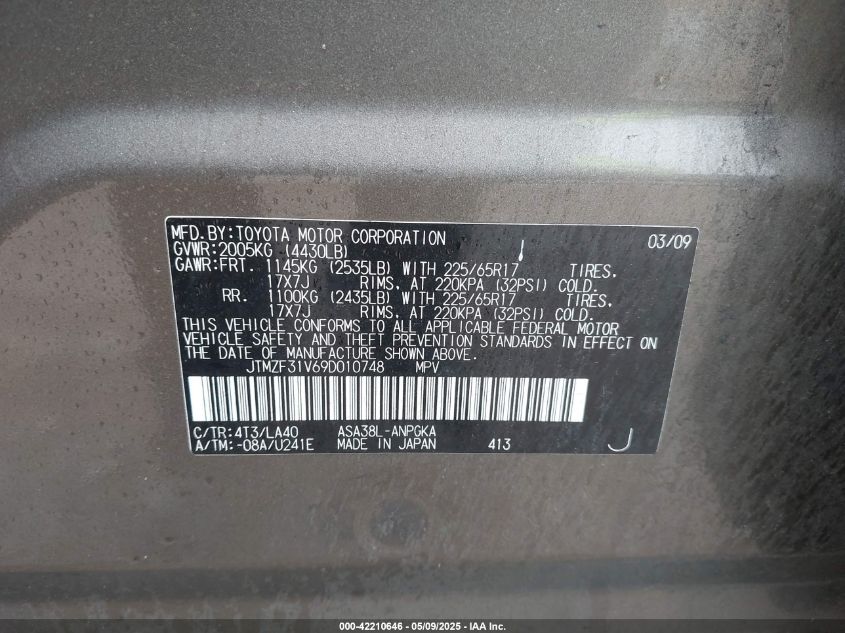 MFD.BY:TOYOTA MOTOR CORPORATION 03/09
GVWR:2005KG (4430LB)
GAWR:FRT. 1145KG (2535LB) WITH 225/65R17 TIRES,
17X7J RIMS, AT 220KPA (32PSI) COLD.
RR. 1100KG (2435LB) WITH 225/65R17 TIRES,
17X7J RIMS, AT 220KPA (32PSI) COLD.
THIS VEHICLE CONFORMS TO ALL APPLICABLE FEDERAL MOTOR
VEHICLE SAFETY AND THEFT PREVENTION STANDARDS IN EFFECT ON
THE DATE OF MANUFACTURE SHOWN ABOVE.
JTMZF31V69D010748 MPV
C/TR:4T3/LA40 ASA38L-ANPGKA
A/TM:-08A/U241E MADE IN JAPAN 413 J
000-42210646 - 05/09/2025 - IAA Inc.